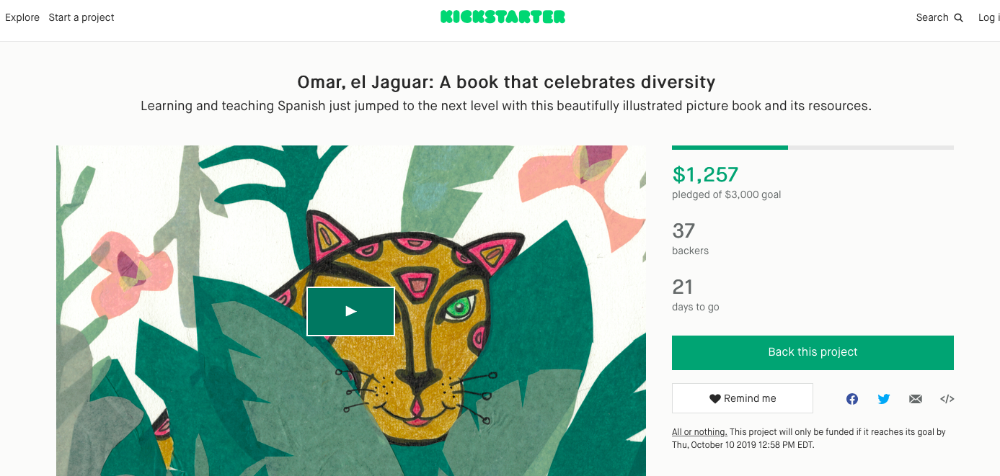 Explore Start a project
KICKSTARTER
Search
Log i
Omar, el Jaguar: A book that celebrates diversity
Learning and teaching Spanish just jumped to the next level with this beautifully illustrated picture book and its resources.
$1,257
pledged of $3,000 goal
37
backers
21
days to go
Back this project
Remind me
All or nothing. This project will only be funded if it reaches its goal by
Thu, October 10 2019 12:58 PM EDT.